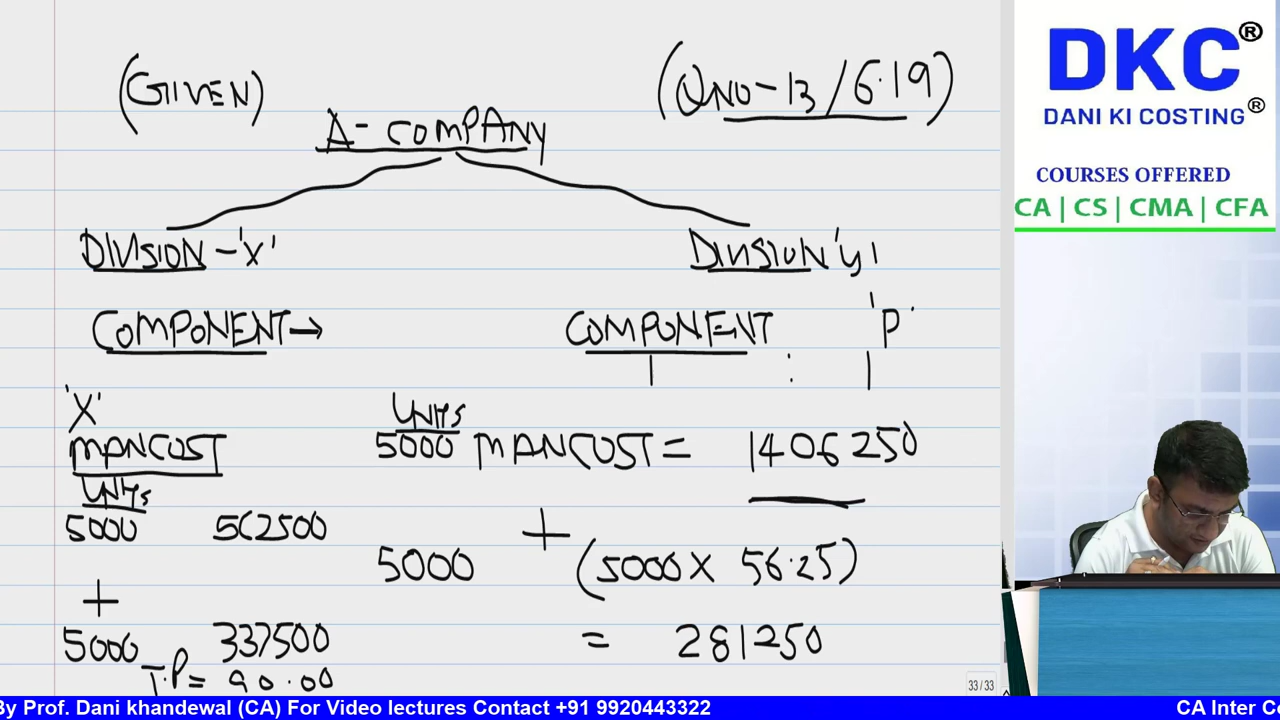 (GIVEN)
(QNO-13/6.19)
A-COMPANY
DIVISION-'X'
DIVISION'Y'
COMPONENT→
COMPONENT 'P'
'X'
MANCOST
UNITS
5000 562500
+
5000 337500
T.P= 90.00
UNITS
5000 MANCOST= 1406250
+
5000 (5000X 56.25)
= 281250
33/33
DKC®
DANI KI COSTING®
COURSES OFFERED
CA | CS | CMA | CFA
By Prof. Dani khandewal (CA) For Video lectures Contact +91 9920443322
CA Inter Co